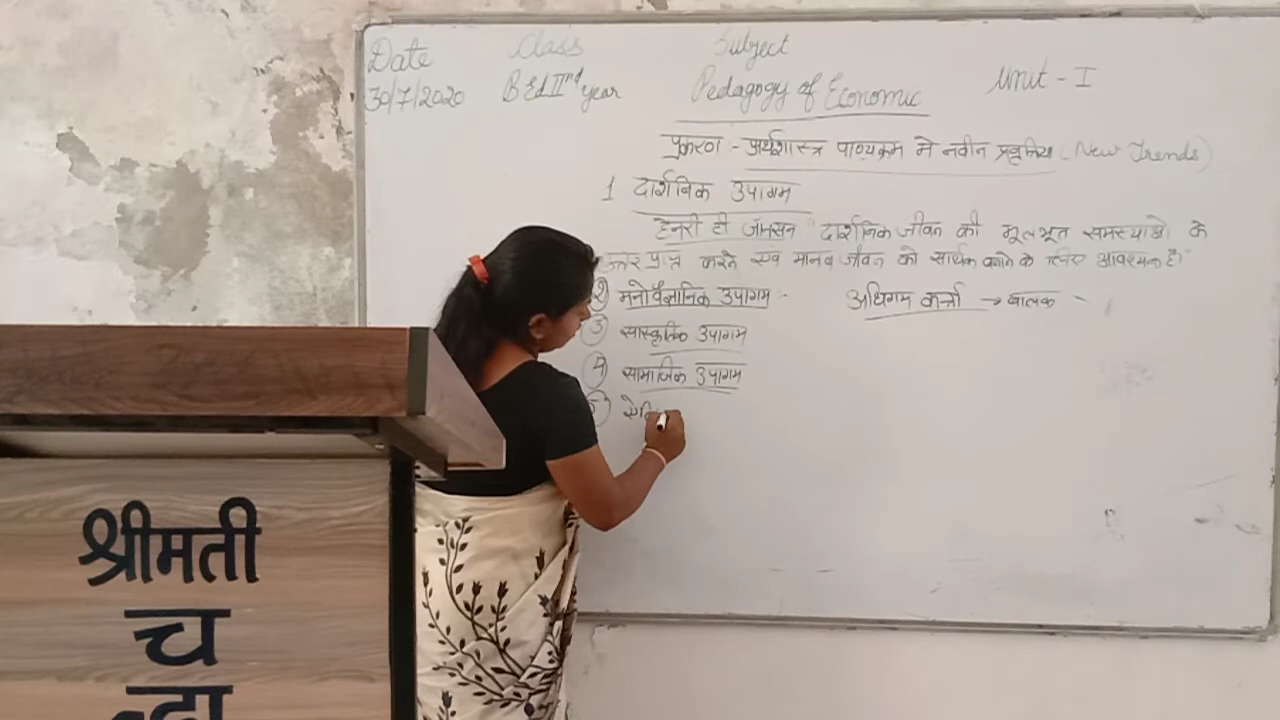 Date Class Subject
30/7/2020 B Ed IInd year Pedagogy of Economic Unit - I
प्रकरण :- अर्थशास्त्र पाठ्यक्रम मे नवीन प्रवृत्तिया (New Trends)
1 दार्शनिक उपागम
हेनरी टी जॉनसन "दार्शनिक जीवन की मूलभूत समस्याओ के
उत्तर प्राप्त करने एवं मानव जीवन को सार्थक बनाने के लिए आवश्यक है।"
2) मनोवैज्ञानिक उपागम :- अधिगम कर्त्ता → बालक -
3) सांस्कृतिक उपागम
4) सामाजिक उपागम
श्रीमती